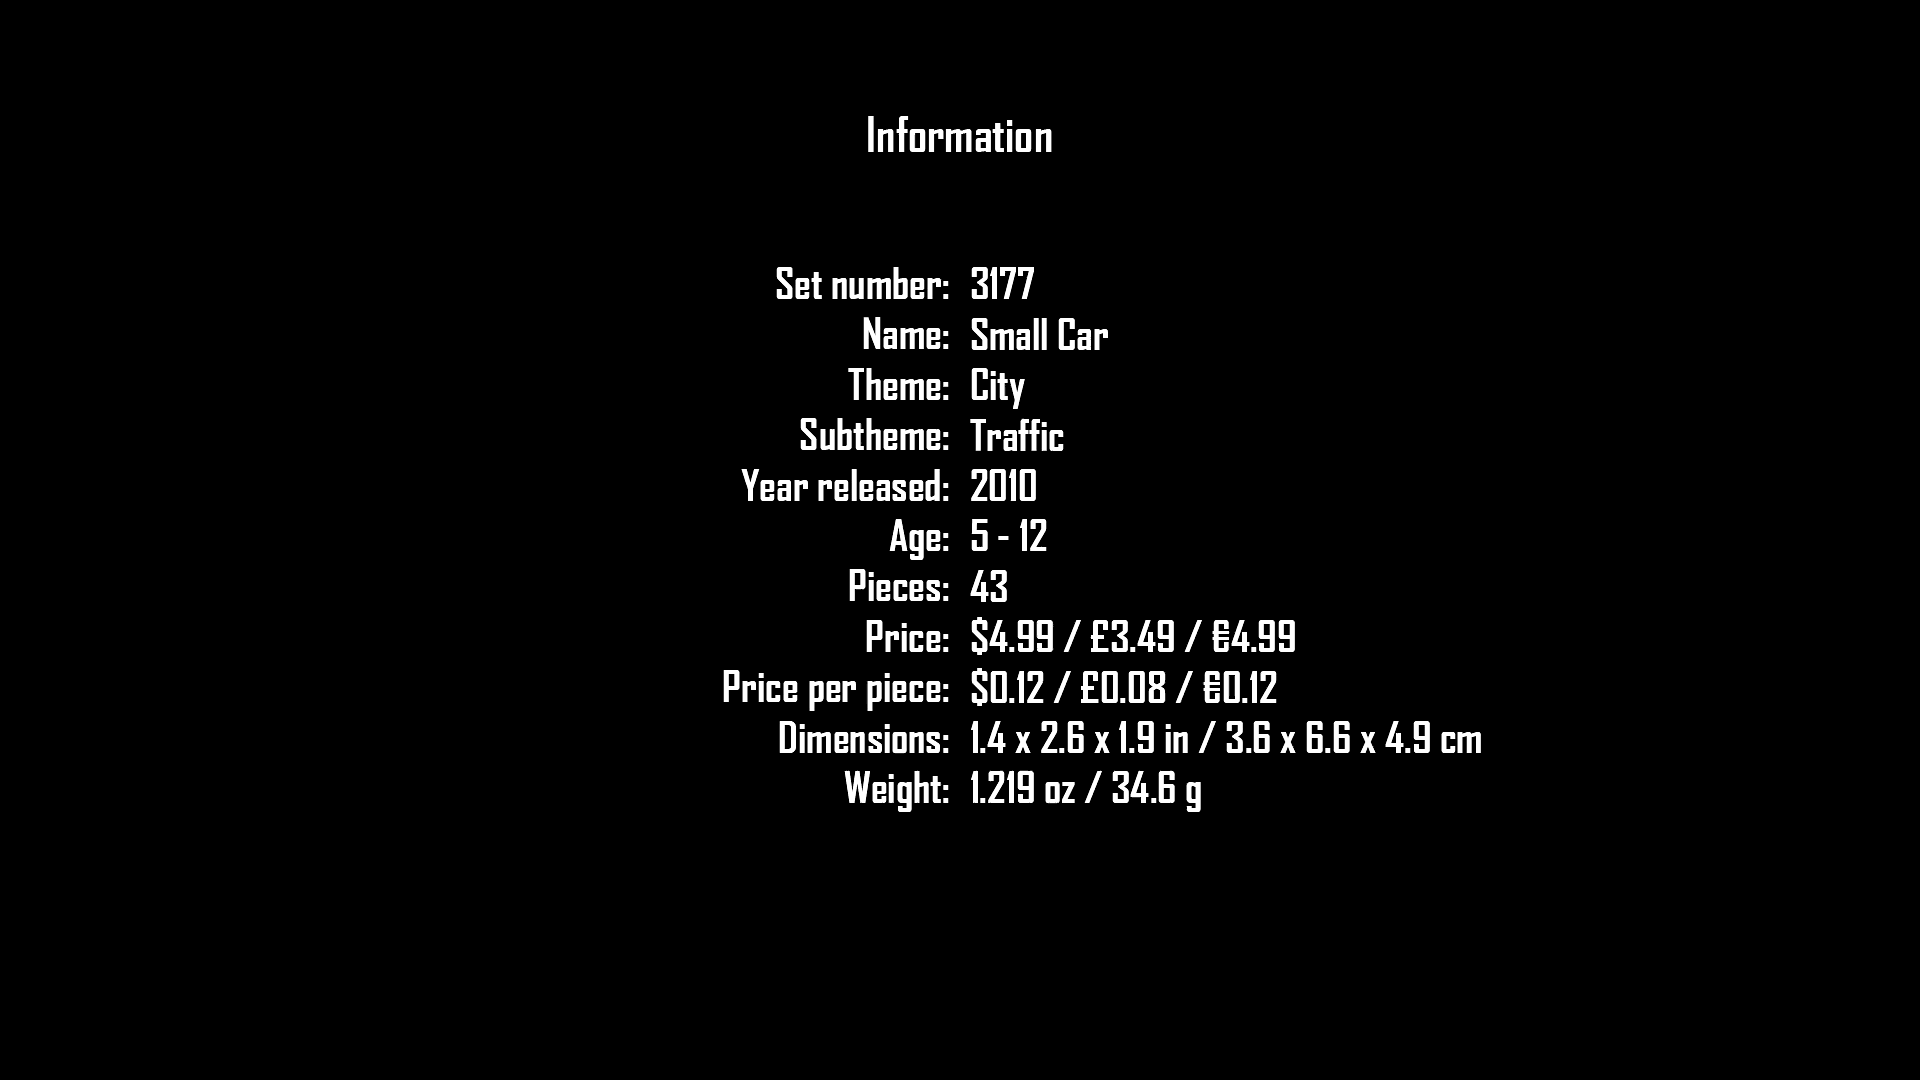 Information
Set number: 3177
Name: Small Car
Theme: City
Subtheme: Traffic
Year released: 2010
Age: 5 - 12
Pieces: 43
Price: $4.99 / £3.49 / €4.99
Price per piece: $0.12 / £0.08 / €0.12
Dimensions: 1.4 x 2.6 x 1.9 in / 3.6 x 6.6 x 4.9 cm
Weight: 1.219 oz / 34.6 g